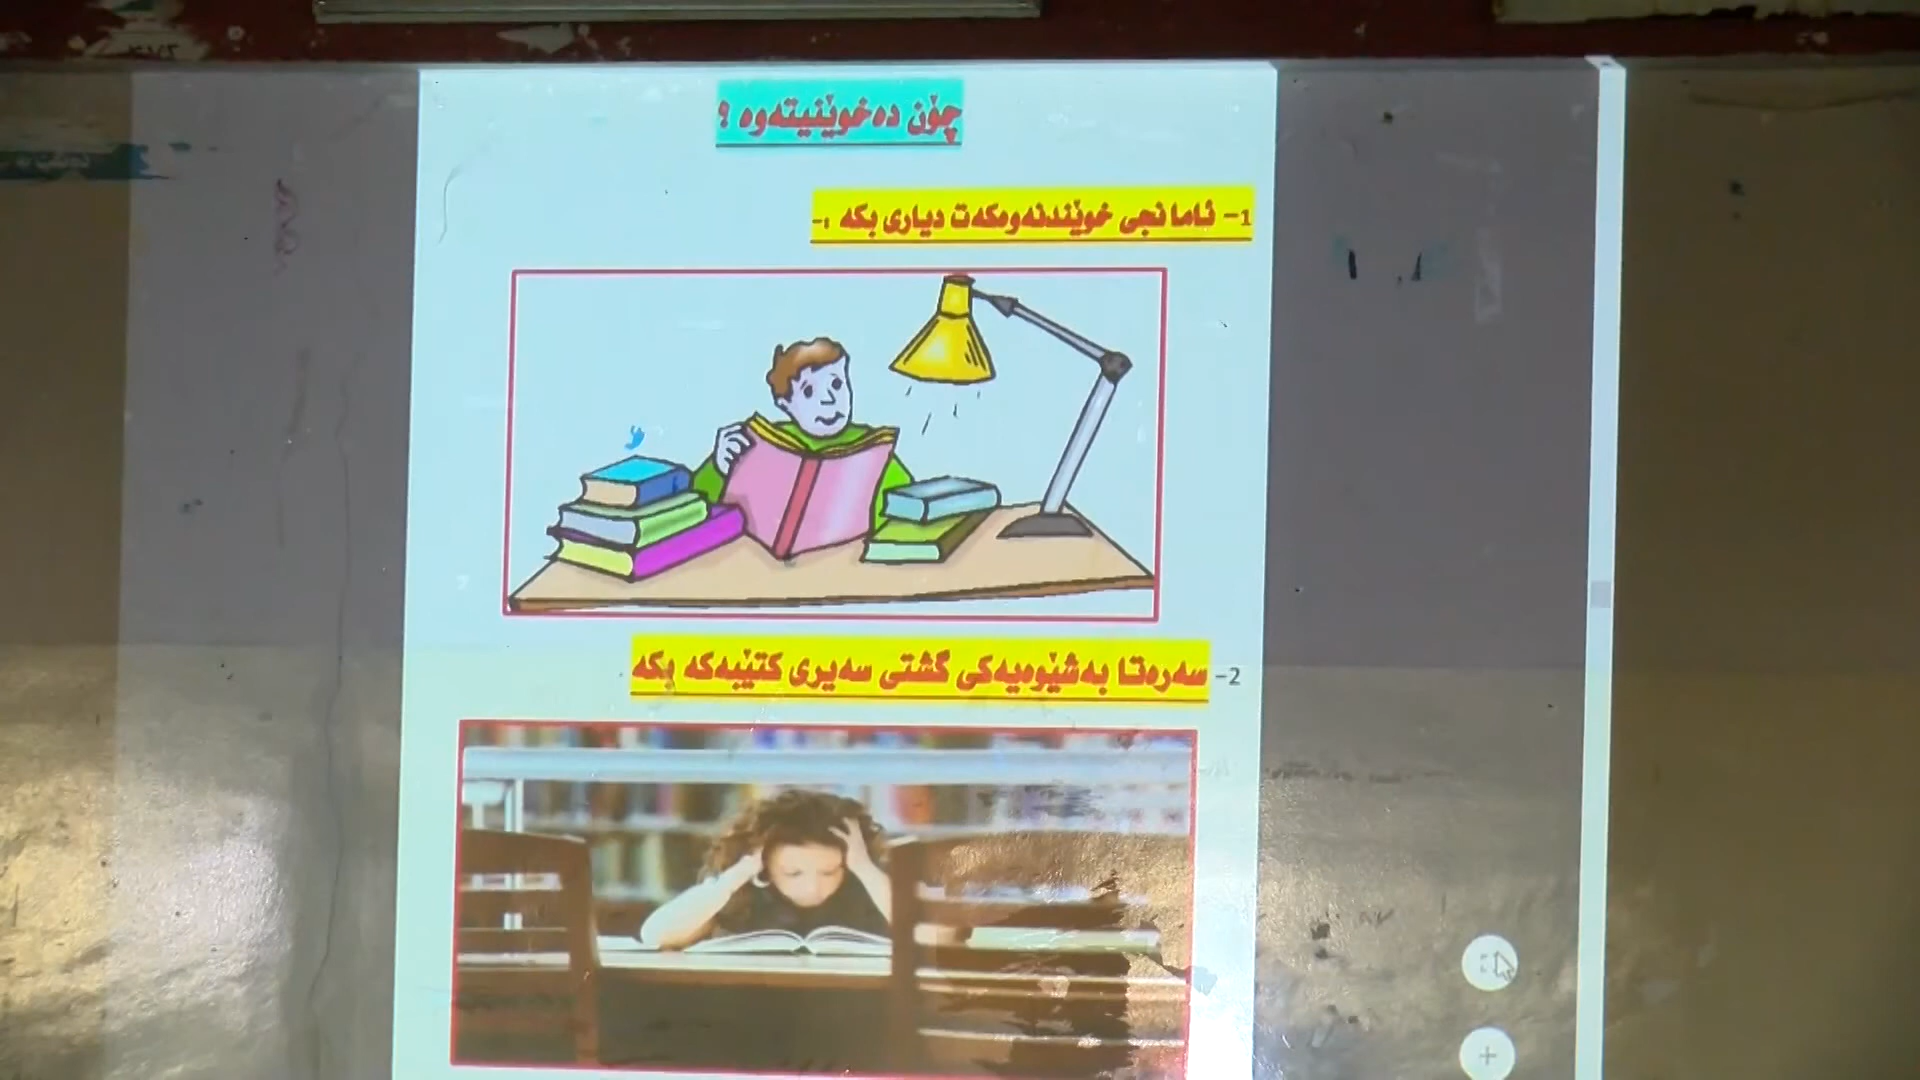 چۆن دەخوێنیتەوە ؟
1- ئامانجی خوێندنەوەکەت دیاری بکە :-
2- سەرەتا بەشێوەیەکی گشتی سەیری کتێبەکە بکە